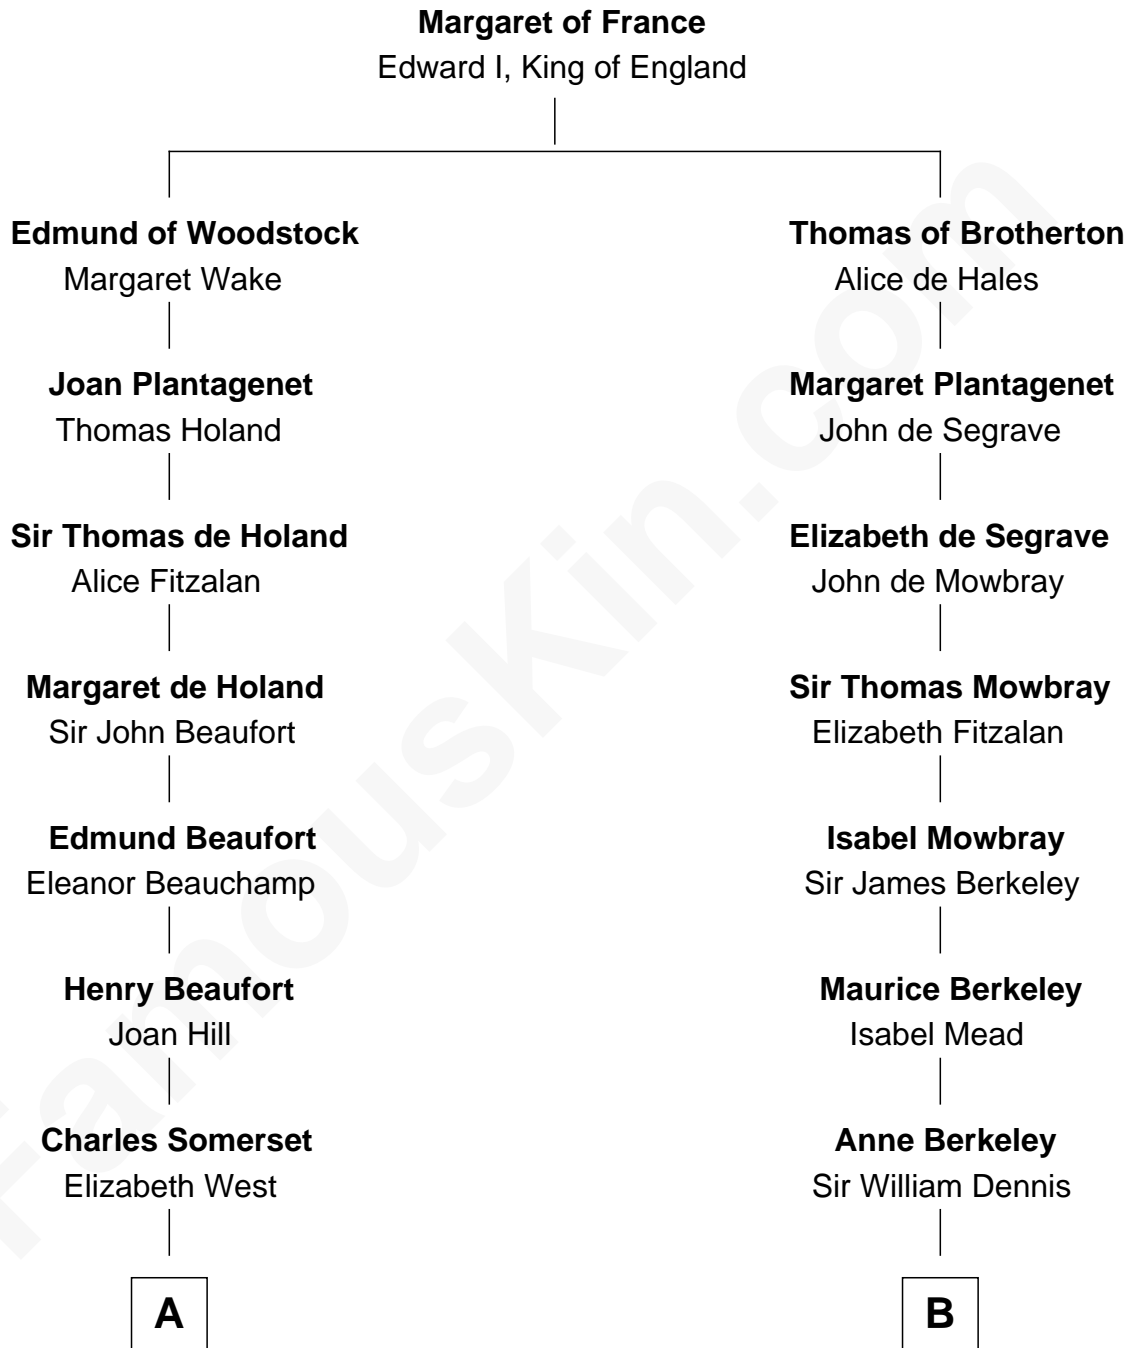 Margaret of France
Edward I, King of England
Edmund of Woodstock
Margaret Wake
Thomas of Brotherton
Alice de Hales
Joan Plantagenet
Thomas Holand
Margaret Plantagenet
John de Segrave
Sir Thomas de Holand
Alice Fitzalan
Elizabeth de Segrave
John de Mowbray
Margaret de Holand
Sir John Beaufort
Sir Thomas Mowbray
Elizabeth Fitzalan
Edmund Beaufort
Eleanor Beauchamp
Isabel Mowbray
Sir James Berkeley
Henry Beaufort
Joan Hill
Maurice Berkeley
Isabel Mead
Charles Somerset
Elizabeth West
Anne Berkeley
Sir William Dennis
A
B
FamousKin.com